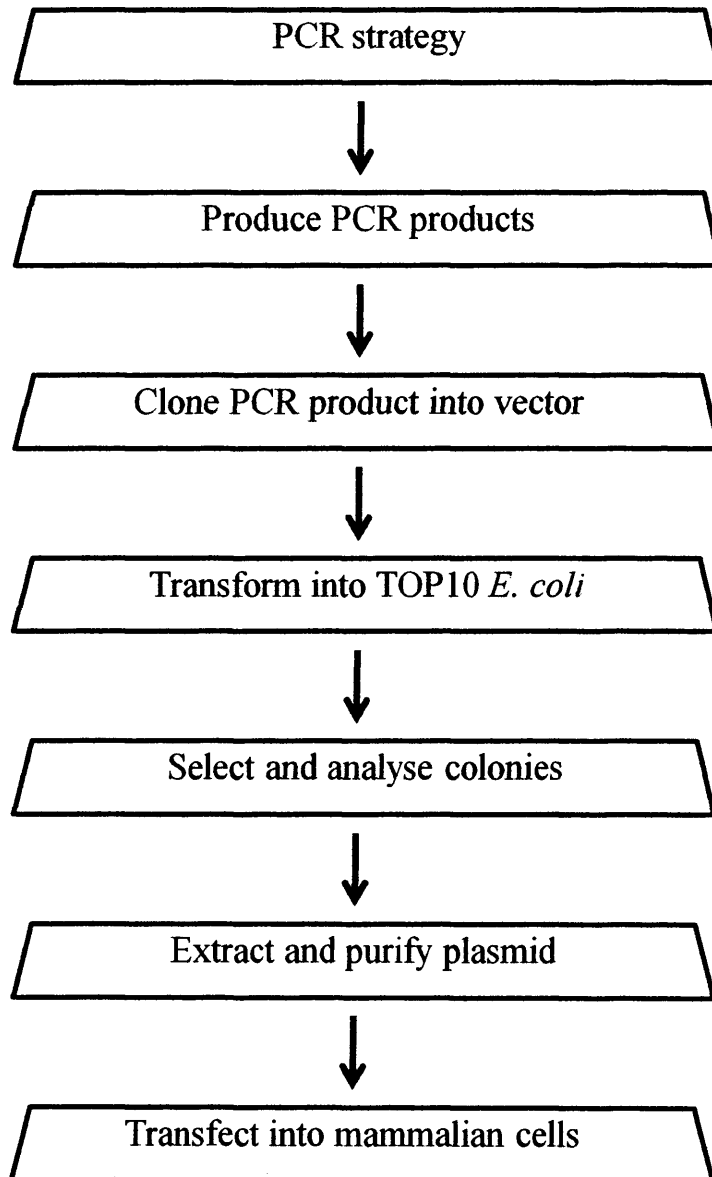 PCR strategy
Produce PCR products
Clone PCR product into vector
Transform into TOP10 E. coli
Select and analyse colonies
Extract and purify plasmid
Transfect into mammalian cells